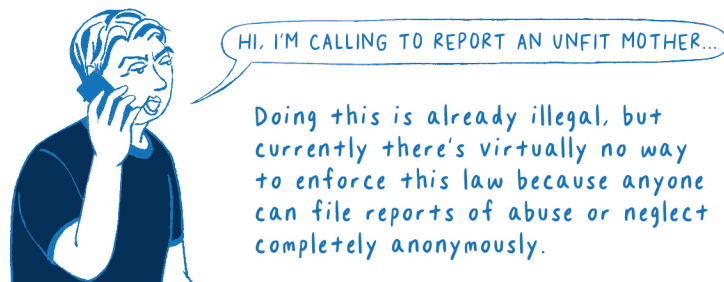 HI, I'M CALLING TO REPORT AN UNFIT MOTHER...
Doing this is already illegal, but
currently there's virtually no way
to enforce this law because anyone
can file reports of abuse or neglect
completely anonymously.